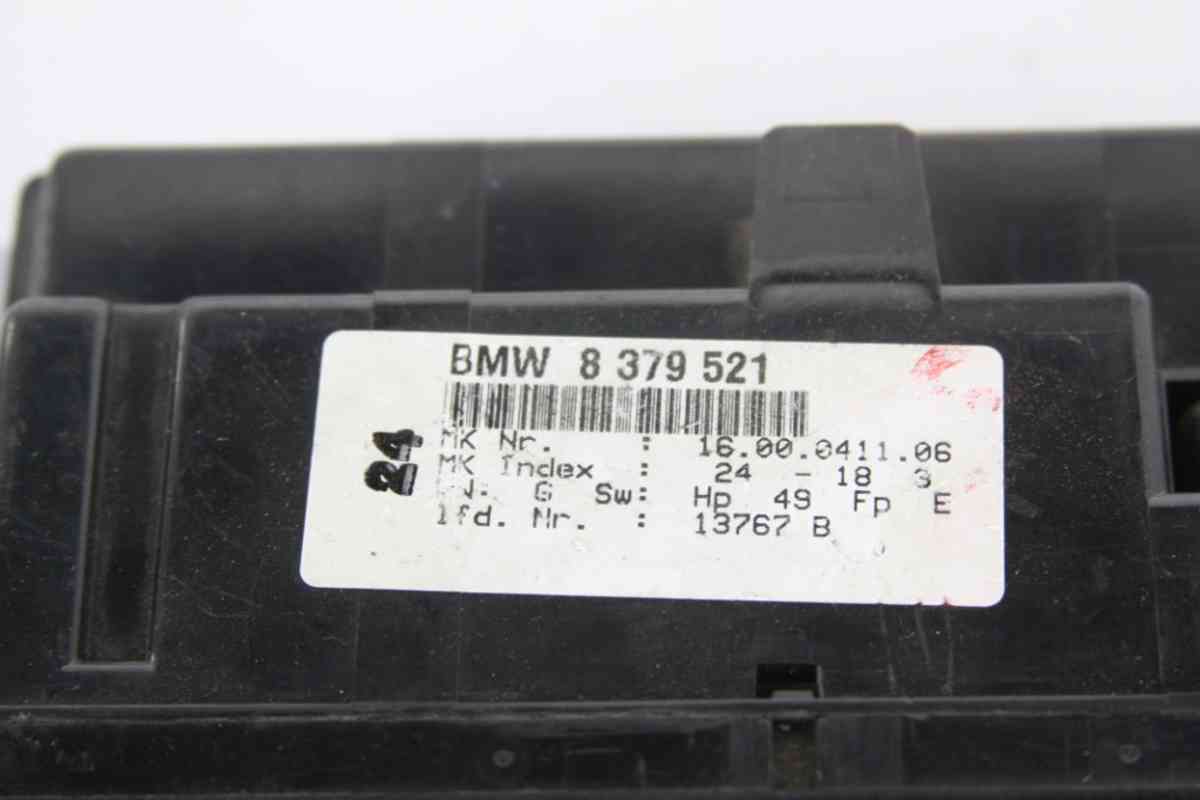 BMW 8 379 521
24
MK Nr. : 16.00.0411.06
MK Index : 24 - 18 3
G Sw: Hp 49 Fp E
lfd. Nr. : 13767 B